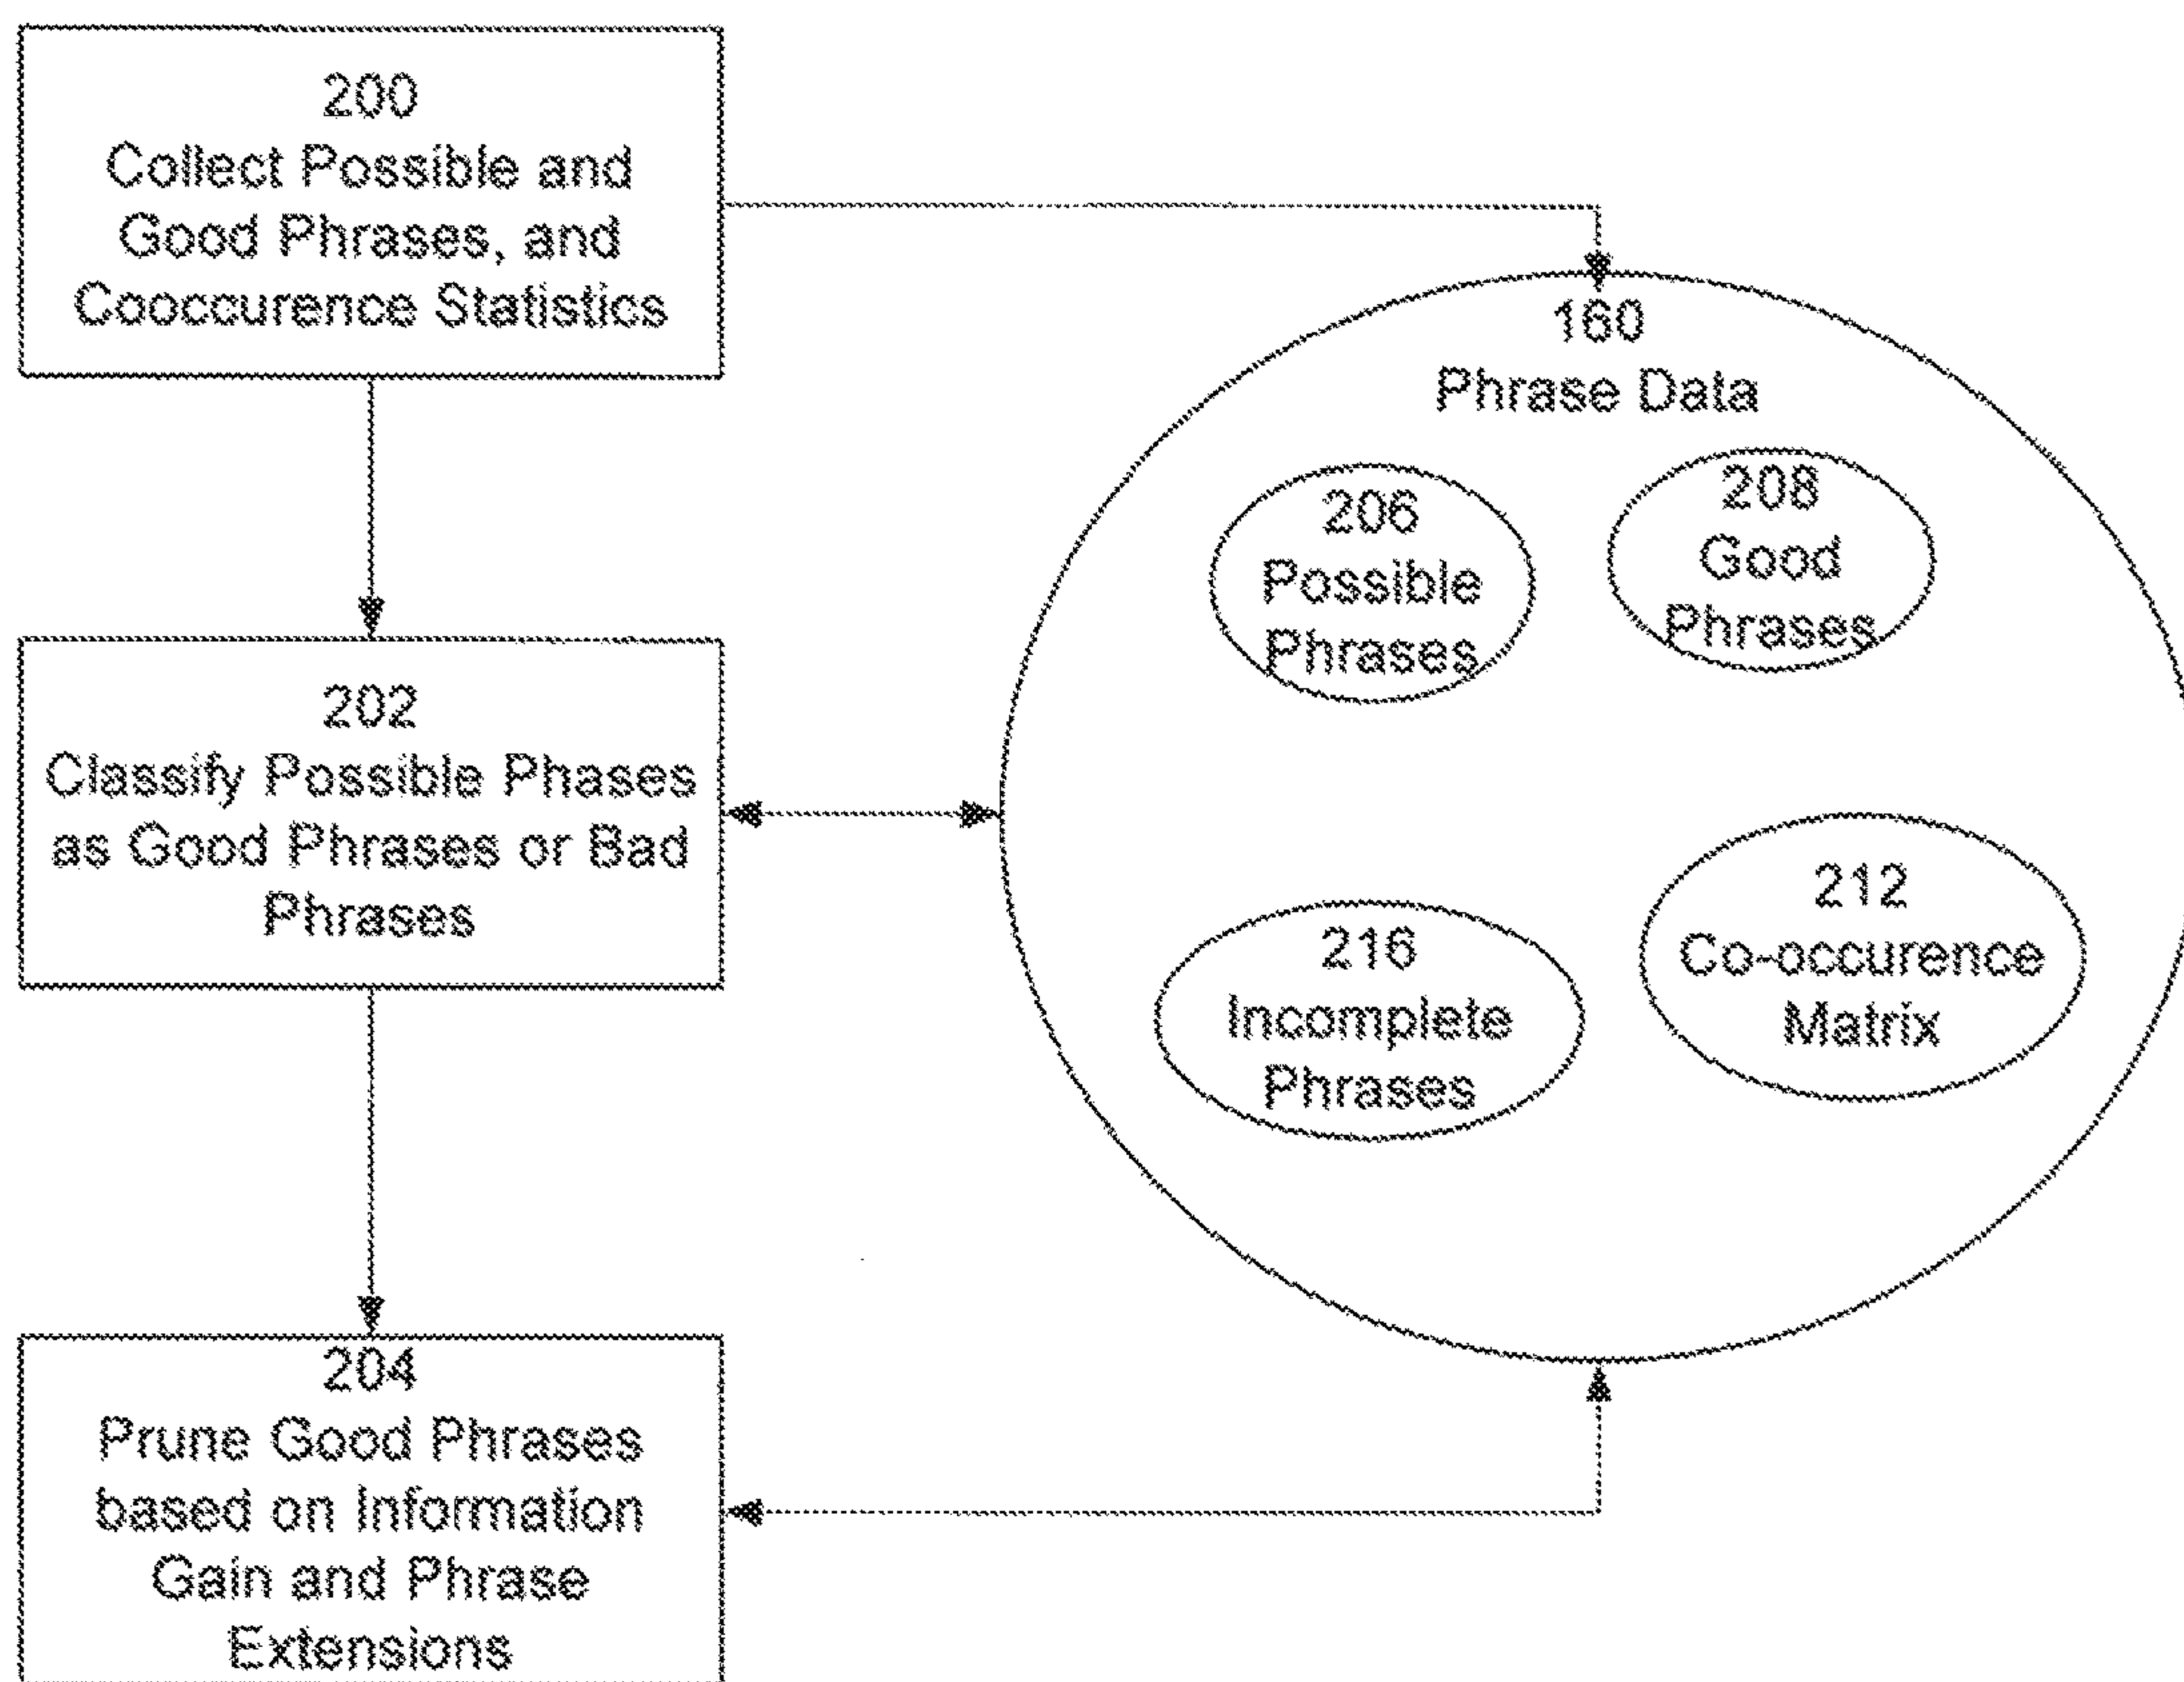 200
Collect Possible and
Good Phrases, and
Cooccurence Statistics
160
Phrase Data
206
Possible
Phrases
208
Good
Phrases
202
Classify Possible Phases
as Good Phrases or Bad
Phrases
216
Incomplete
Phrases
212
Co-occurence
Matrix
204
Prune Good Phrases
based on Information
Gain and Phrase
Extensions